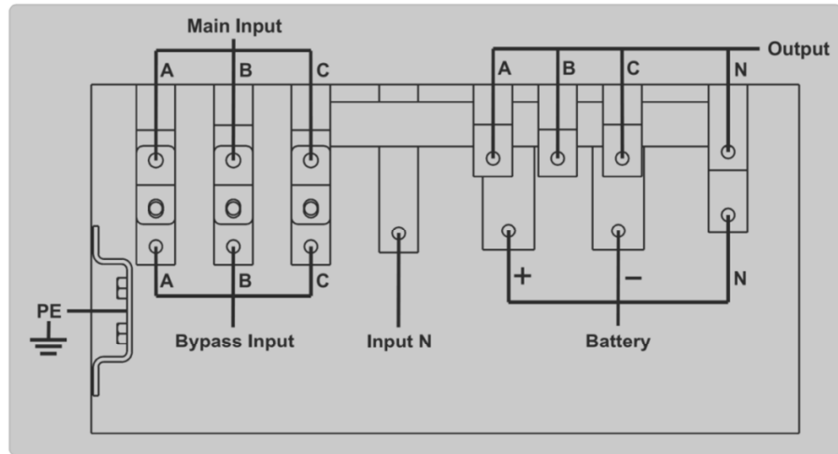 Main Input
Output
A B C
A B C N
A B C
+ − N
PE
Bypass Input
Input N
Battery